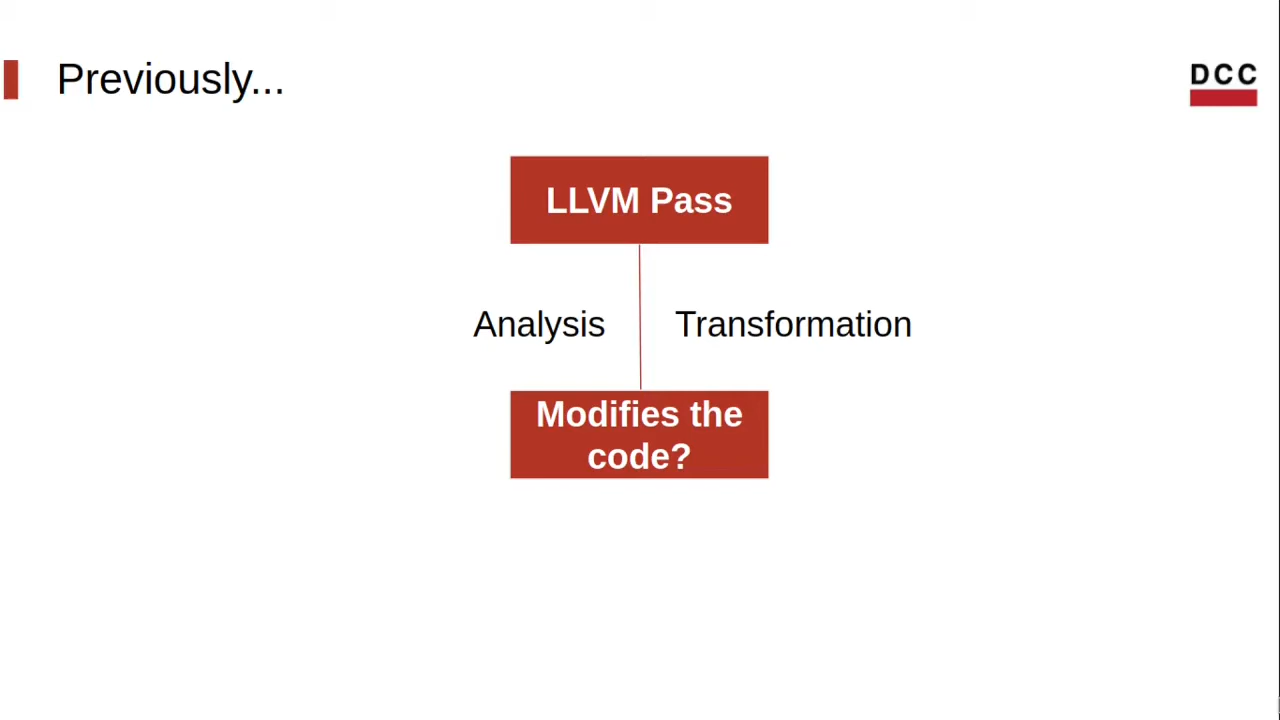 Previously...
DCC
LLVM Pass
Analysis
Transformation
Modifies the
code?